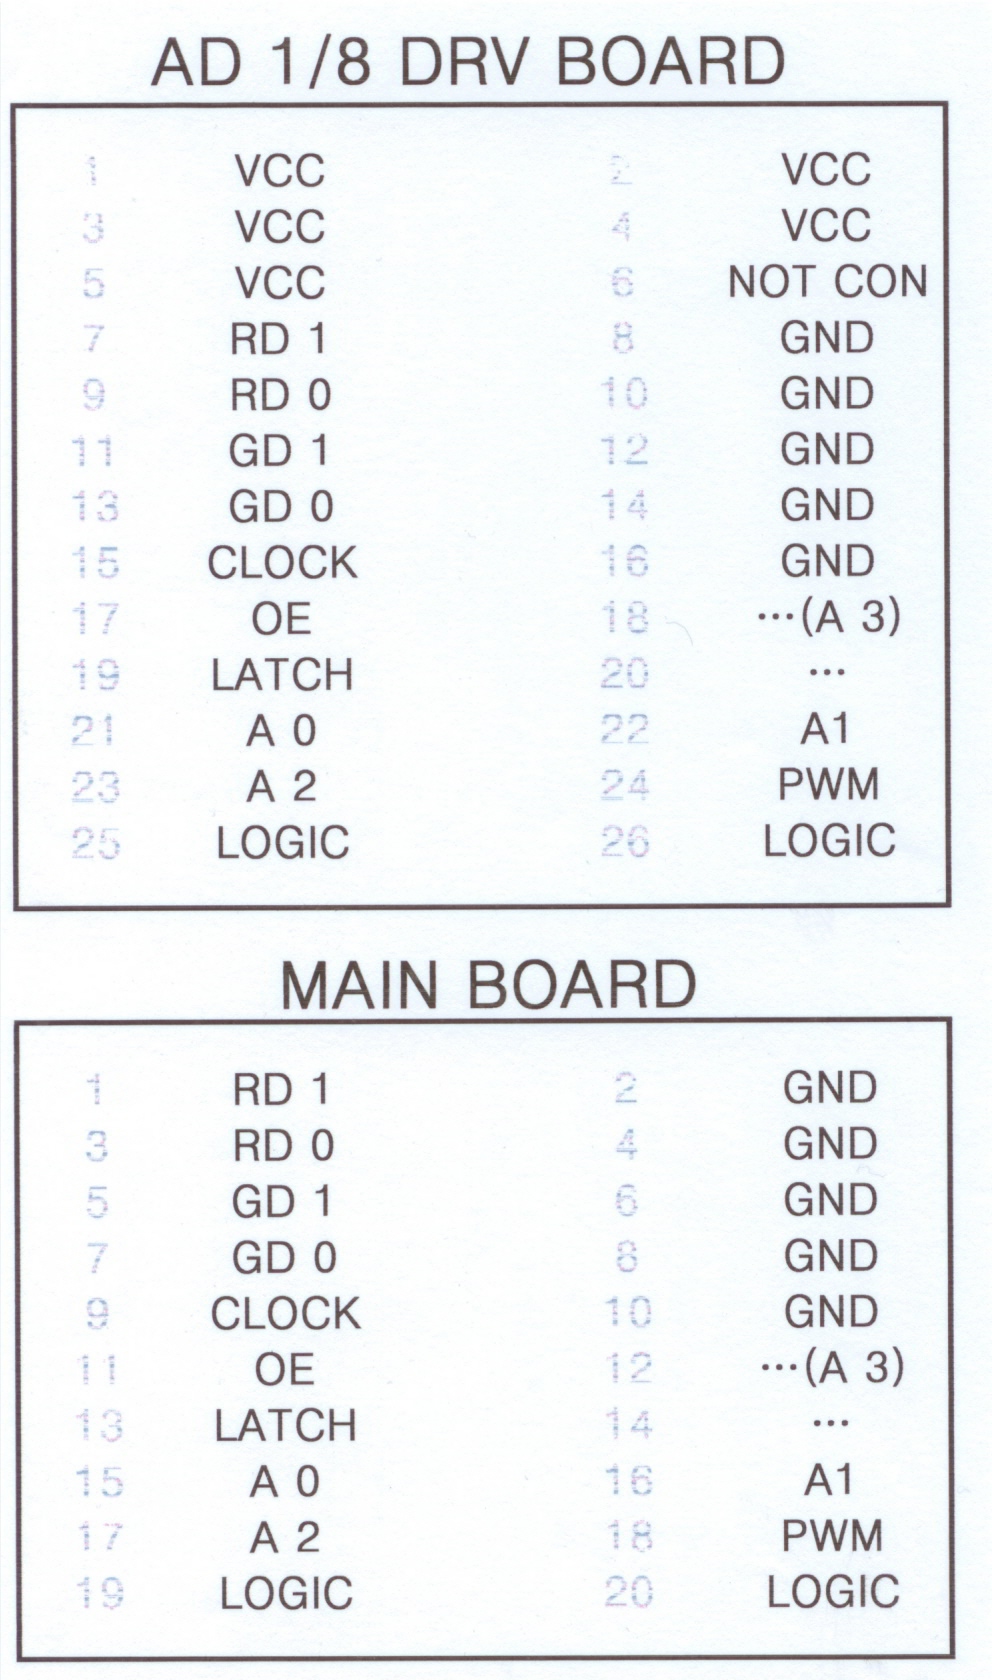 AD 1/8 DRV BOARD
1 VCC 2 VCC
3 VCC 4 VCC
5 VCC 6 NOT CON
7 RD 1 8 GND
9 RD 0 10 GND
11 GD 1 12 GND
13 GD 0 14 GND
15 CLOCK 16 GND
17 OE 18 ···(A 3)
19 LATCH 20 ···
21 A 0 22 A1
23 A 2 24 PWM
25 LOGIC 26 LOGIC
MAIN BOARD
1 RD 1 2 GND
3 RD 0 4 GND
5 GD 1 6 GND
7 GD 0 8 GND
9 CLOCK 10 GND
11 OE 12 ···(A 3)
13 LATCH 14 ···
15 A 0 16 A1
17 A 2 18 PWM
19 LOGIC 20 LOGIC